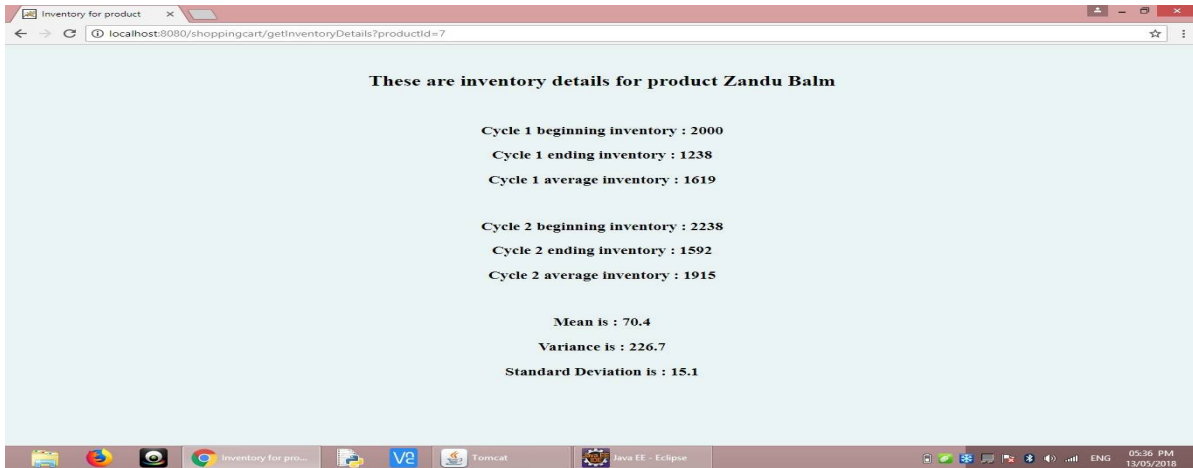 Inventory for product
localhost:8080/shoppingcart/getInventoryDetails?productId=7
These are inventory details for product Zandu Balm
Cycle 1 beginning inventory : 2000
Cycle 1 ending inventory : 1238
Cycle 1 average inventory : 1619
Cycle 2 beginning inventory : 2238
Cycle 2 ending inventory : 1592
Cycle 2 average inventory : 1915
Mean is : 70.4
Variance is : 226.7
Standard Deviation is : 15.1
Inventory for pro...
V2
Tomcat
Java EE - Eclipse
ENG
05:36 PM
13/05/2018